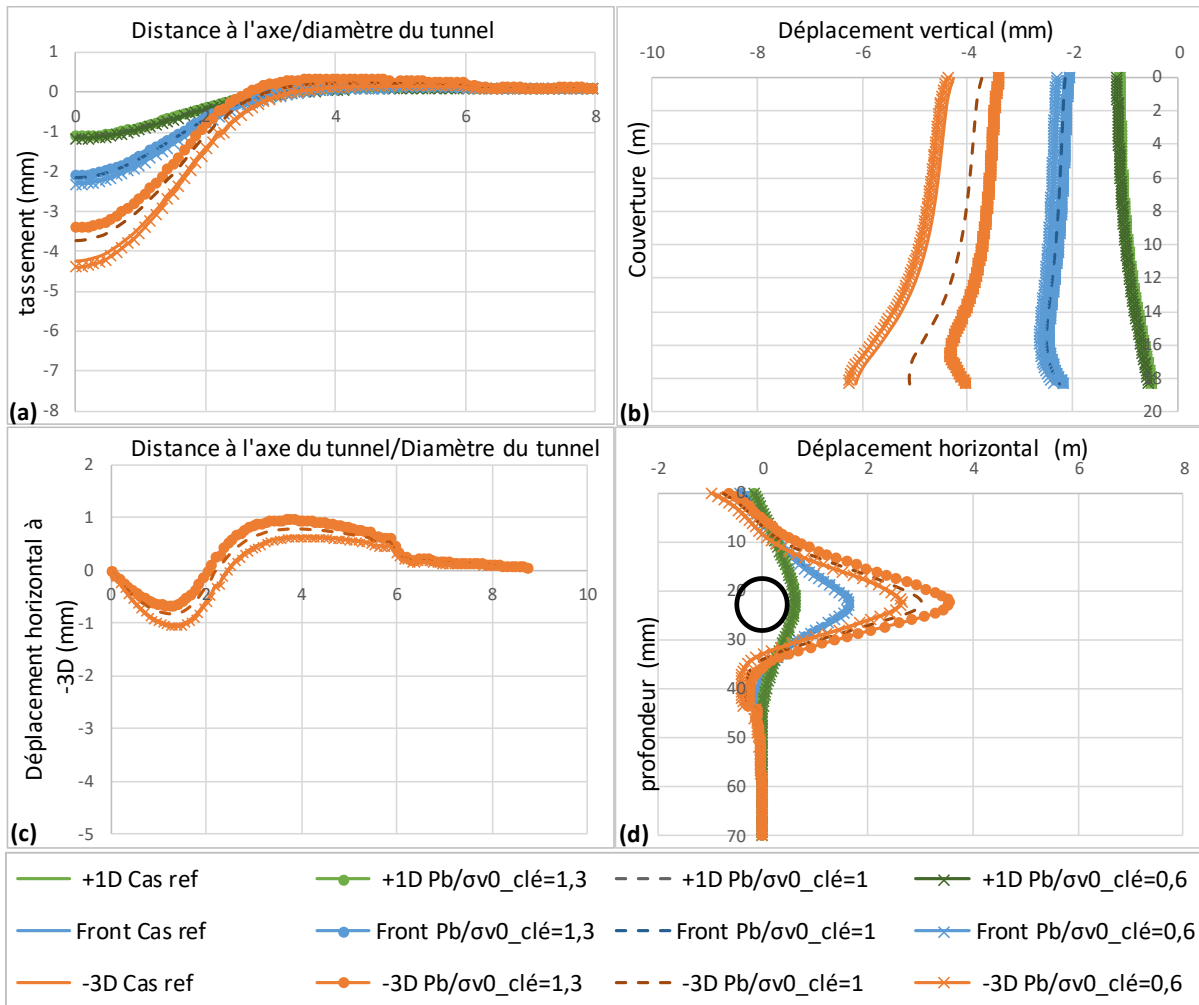 Distance à l'axe/diamètre du tunnel
1
0
-1
-2
-3
-4
-5
-6
-7
-8
0 2 4 6 8
tassement (mm)
(a)
Déplacement vertical (mm)
-10 -8 -6 -4 -2 0
0
2
4
6
8
10
12
14
16
18
20
Couverture (m)
(b)
Distance à l'axe du tunnel/Diamètre du tunnel
2
1
0
-1
-2
-3
-4
-5
0 2 4 6 8 10
Déplacement horizontal à
-3D (mm)
(c)
Déplacement horizontal (m)
-2 0 2 4 6 8
0
10
20
30
40
50
60
70
profondeur (mm)
(d)
+1D Cas ref +1D Pb/σv0_clé=1,3 +1D Pb/σv0_clé=1 +1D Pb/σv0_clé=0,6
Front Cas ref Front Pb/σv0_clé=1,3 Front Pb/σv0_clé=1 Front Pb/σv0_clé=0,6
-3D Cas ref -3D Pb/σv0_clé=1,3 -3D Pb/σv0_clé=1 -3D Pb/σv0_clé=0,6